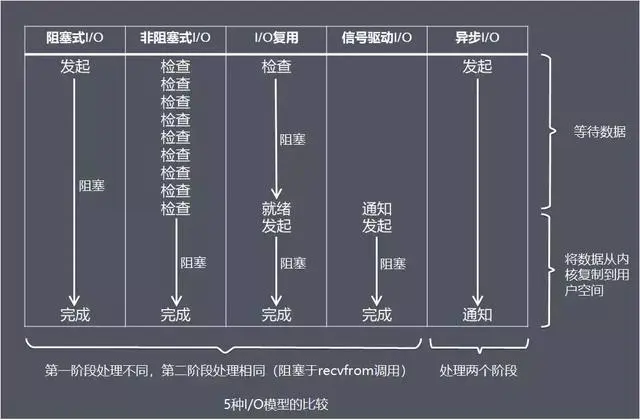 阻塞式I/O 非阻塞式I/O I/O复用 信号驱动I/O 异步I/O
发起 检查 检查 发起
检查
检查
检查
检查 阻塞 等待数据
检查
阻塞 检查
检查
检查 就绪 通知
发起 发起
阻塞 阻塞 阻塞 将数据从内
核复制到用
户空间
完成 完成 完成 完成 通知
第一阶段处理不同，第二阶段处理相同（阻塞于recvfrom调用） 处理两个阶段
5种I/O模型的比较